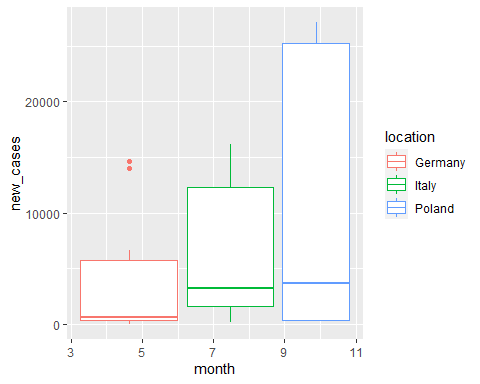 new_cases
20000
10000
0
3 5 7 9 11
month
location
Germany
Italy
Poland